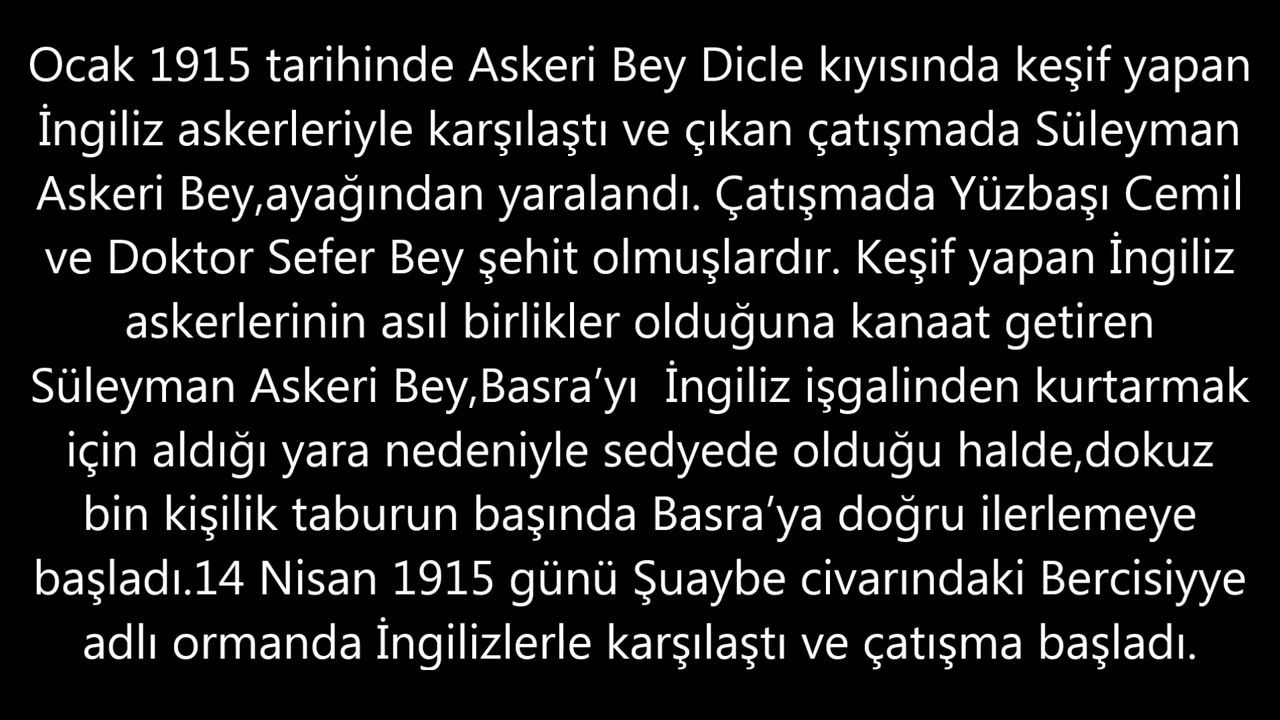 Ocak 1915 tarihinde Askeri Bey Dicle kıyısında keşif yapan
İngiliz askerleriyle karşılaştı ve çıkan çatışmada Süleyman
Askeri Bey,ayağından yaralandı. Çatışmada Yüzbaşı Cemil
ve Doktor Sefer Bey şehit olmuşlardır. Keşif yapan İngiliz
askerlerinin asıl birlikler olduğuna kanaat getiren
Süleyman Askeri Bey,Basra’yı  İngiliz işgalinden kurtarmak
için aldığı yara nedeniyle sedyede olduğu halde,dokuz
bin kişilik taburun başında Basra’ya doğru ilerlemeye
başladı.14 Nisan 1915 günü Şuaybe civarındaki Bercisiyye
adlı ormanda İngilizlerle karşılaştı ve çatışma başladı.